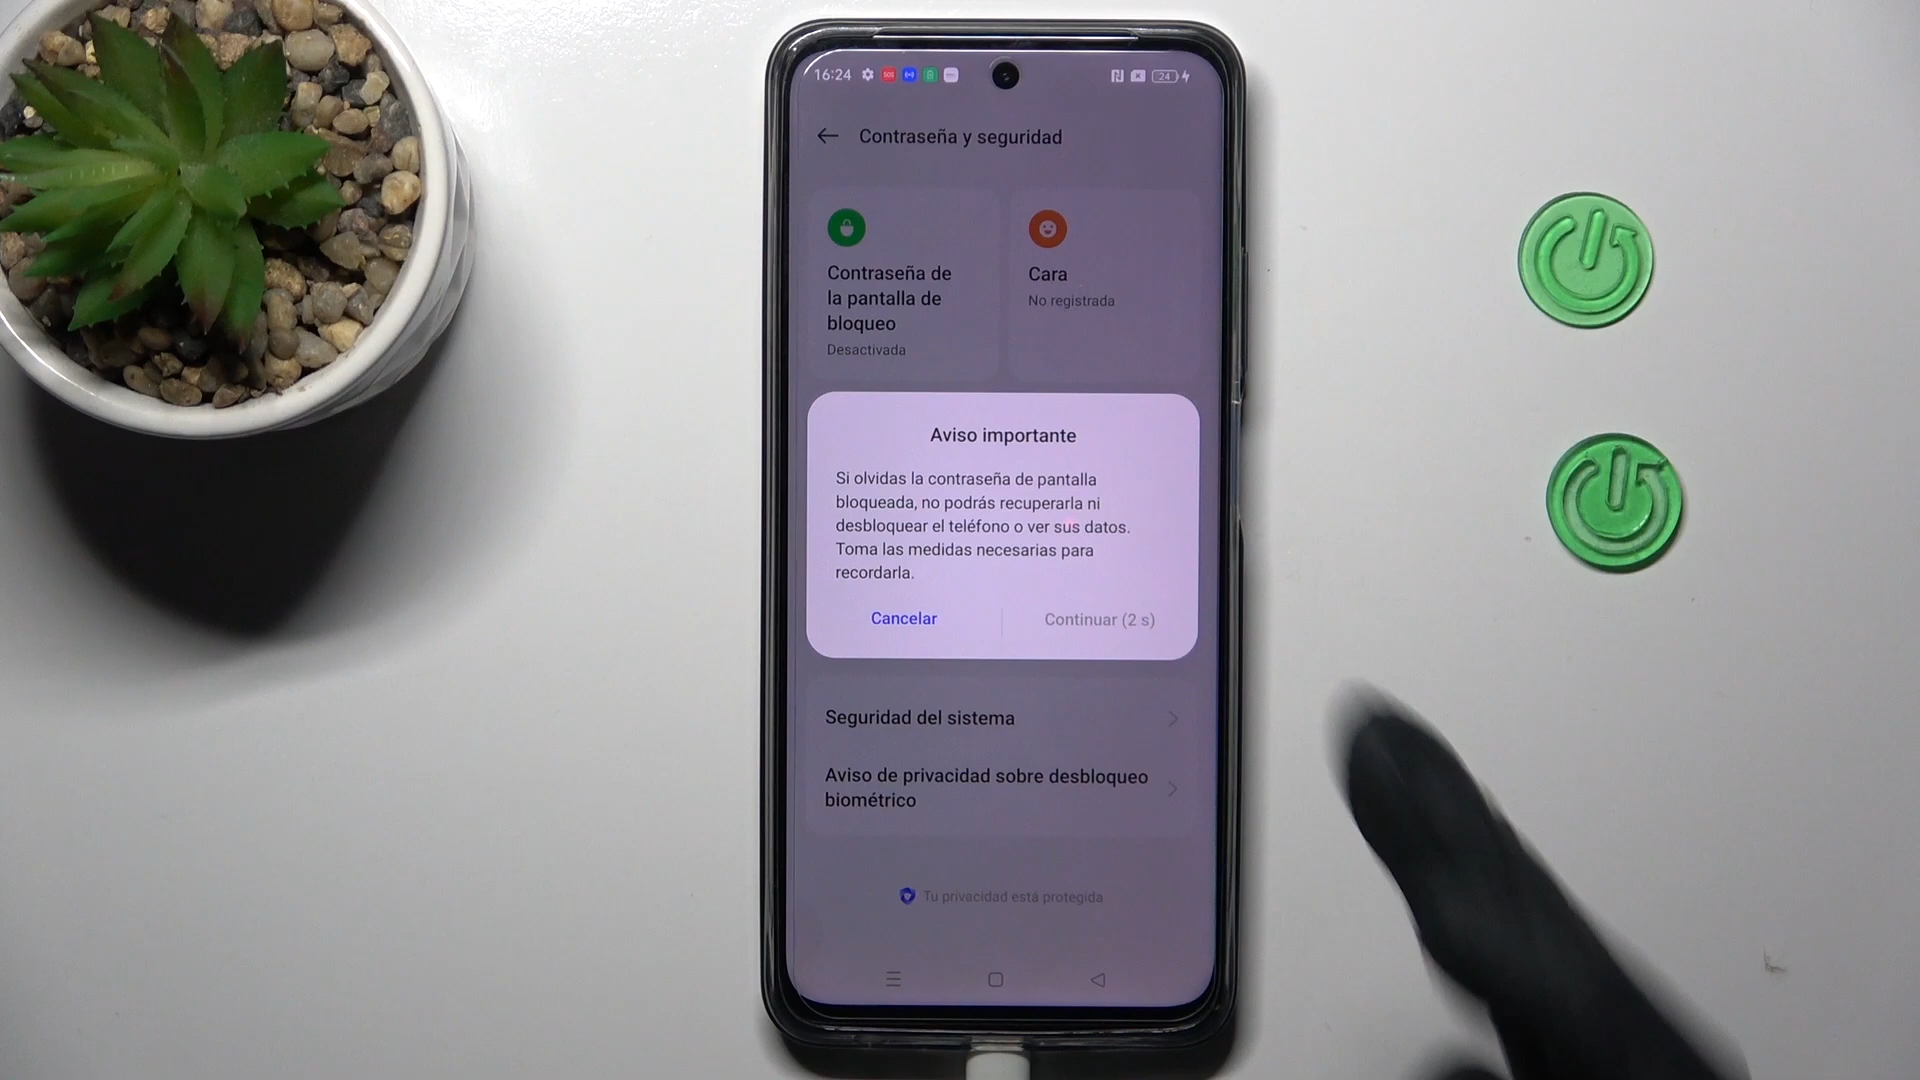 16:24
24
Contraseña y seguridad
Contraseña de
la pantalla de
bloqueo
Desactivada
Cara
No registrada
Aviso importante
Si olvidas la contraseña de pantalla
bloqueada, no podrás recuperarla ni
desbloquear el teléfono o ver sus datos.
Toma las medidas necesarias para
recordarla.
Cancelar
Continuar (2 s)
Seguridad del sistema
Aviso de privacidad sobre desbloqueo
biométrico
Tu privacidad está protegida